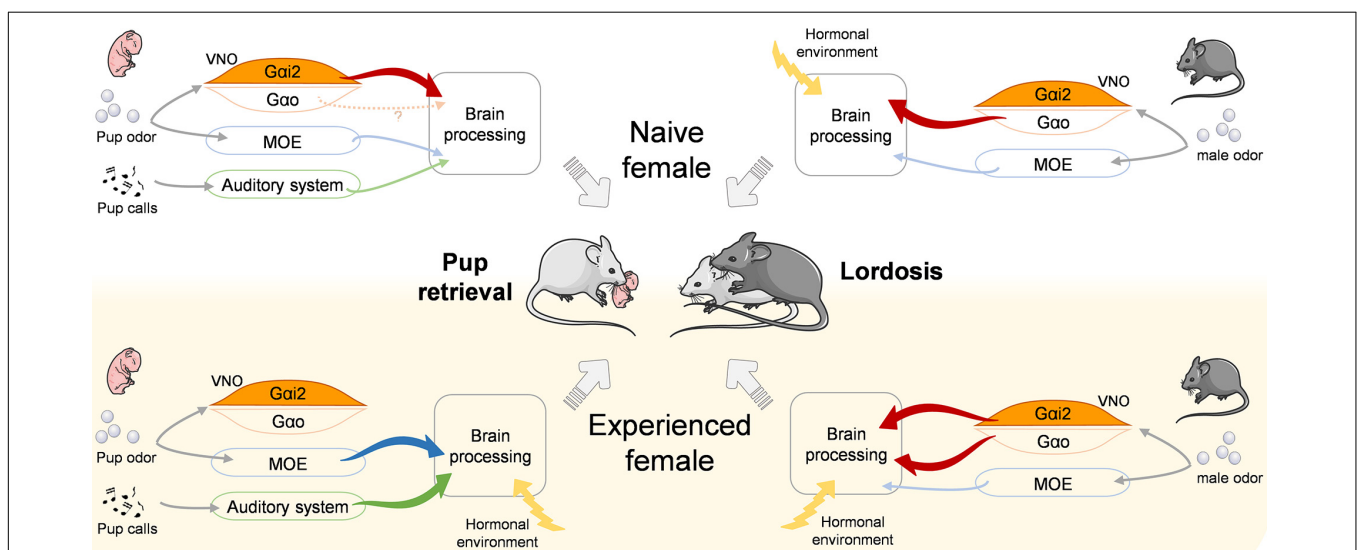 VNO
Gαi2
Gαo
?
Pup odor
MOE
Pup calls
Auditory system
Brain
processing
Naive
female
Hormonal
environment
Brain
processing
Gαi2
VNO
Gαo
MOE
male odor
Pup
retrieval
Lordosis
VNO
Gαi2
Gαo
Pup odor
MOE
Pup calls
Auditory system
Brain
processing
Hormonal
environment
Experienced
female
Brain
processing
Hormonal
environment
Gαi2
VNO
Gαo
MOE
male odor